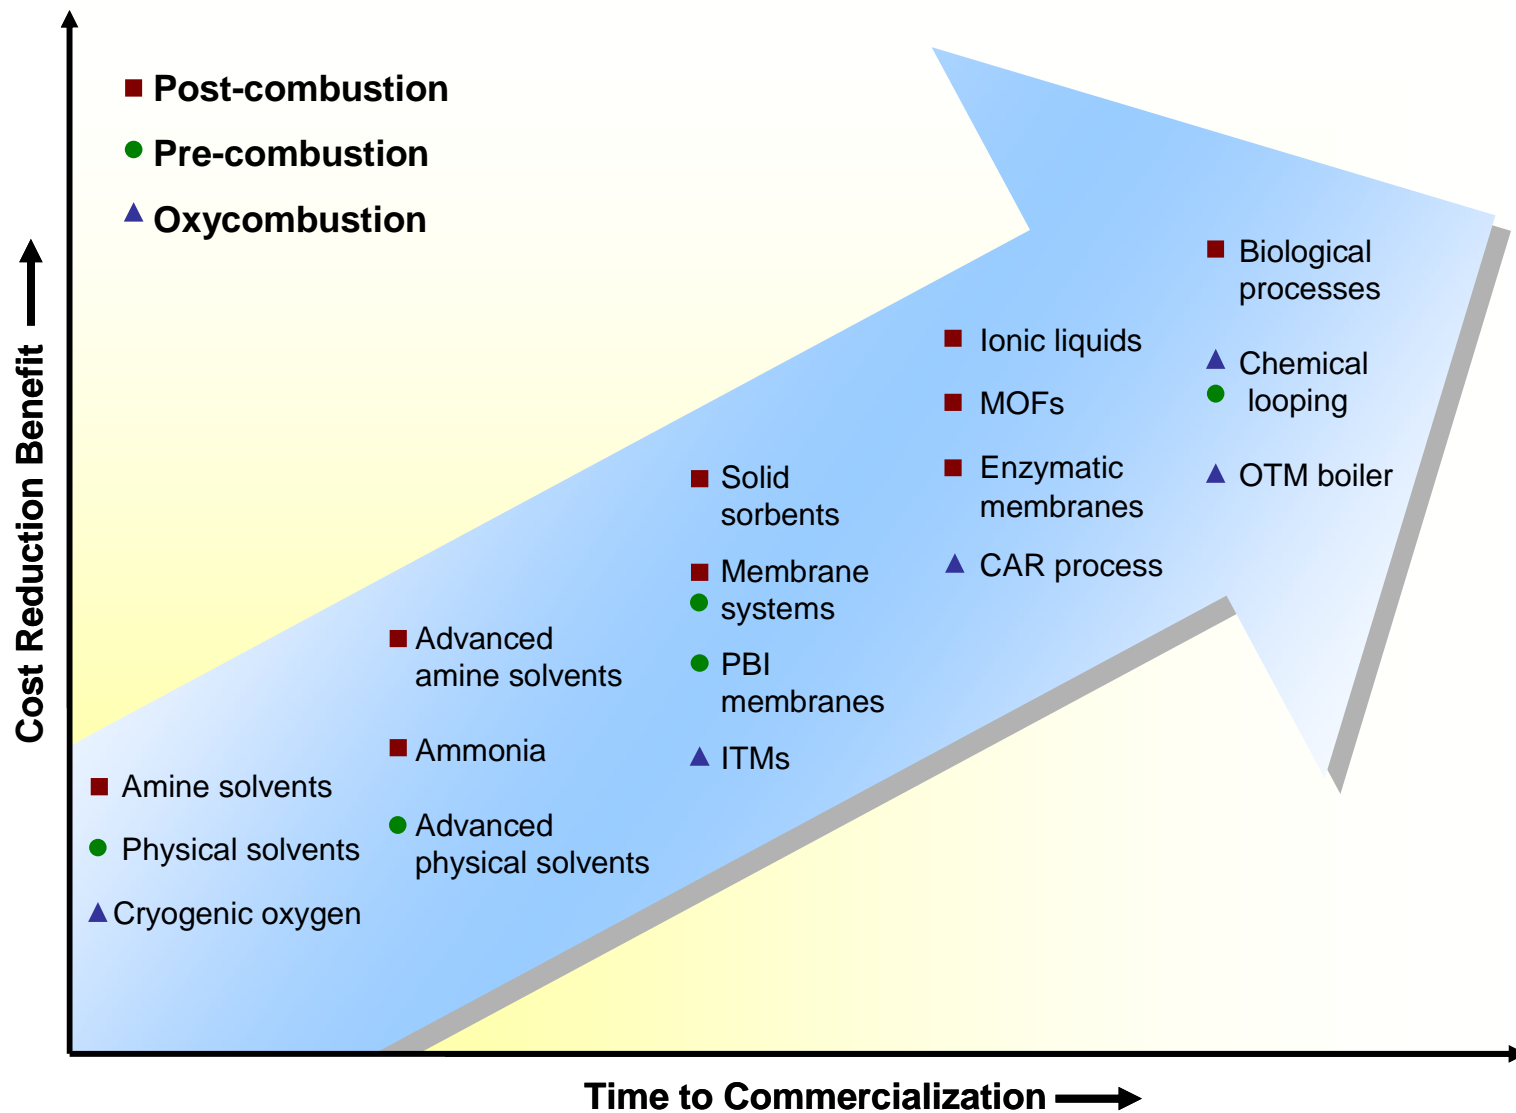 Post-combustion
Pre-combustion
Oxycombustion
Cost Reduction Benefit
Amine solvents
Physical solvents
Cryogenic oxygen
Advanced
amine solvents
Ammonia
Advanced
physical solvents
Solid
sorbents
Membrane
systems
PBI
membranes
ITMs
Ionic liquids
MOFs
Enzymatic
membranes
CAR process
Biological
processes
Chemical
looping
OTM boiler
Time to Commercialization